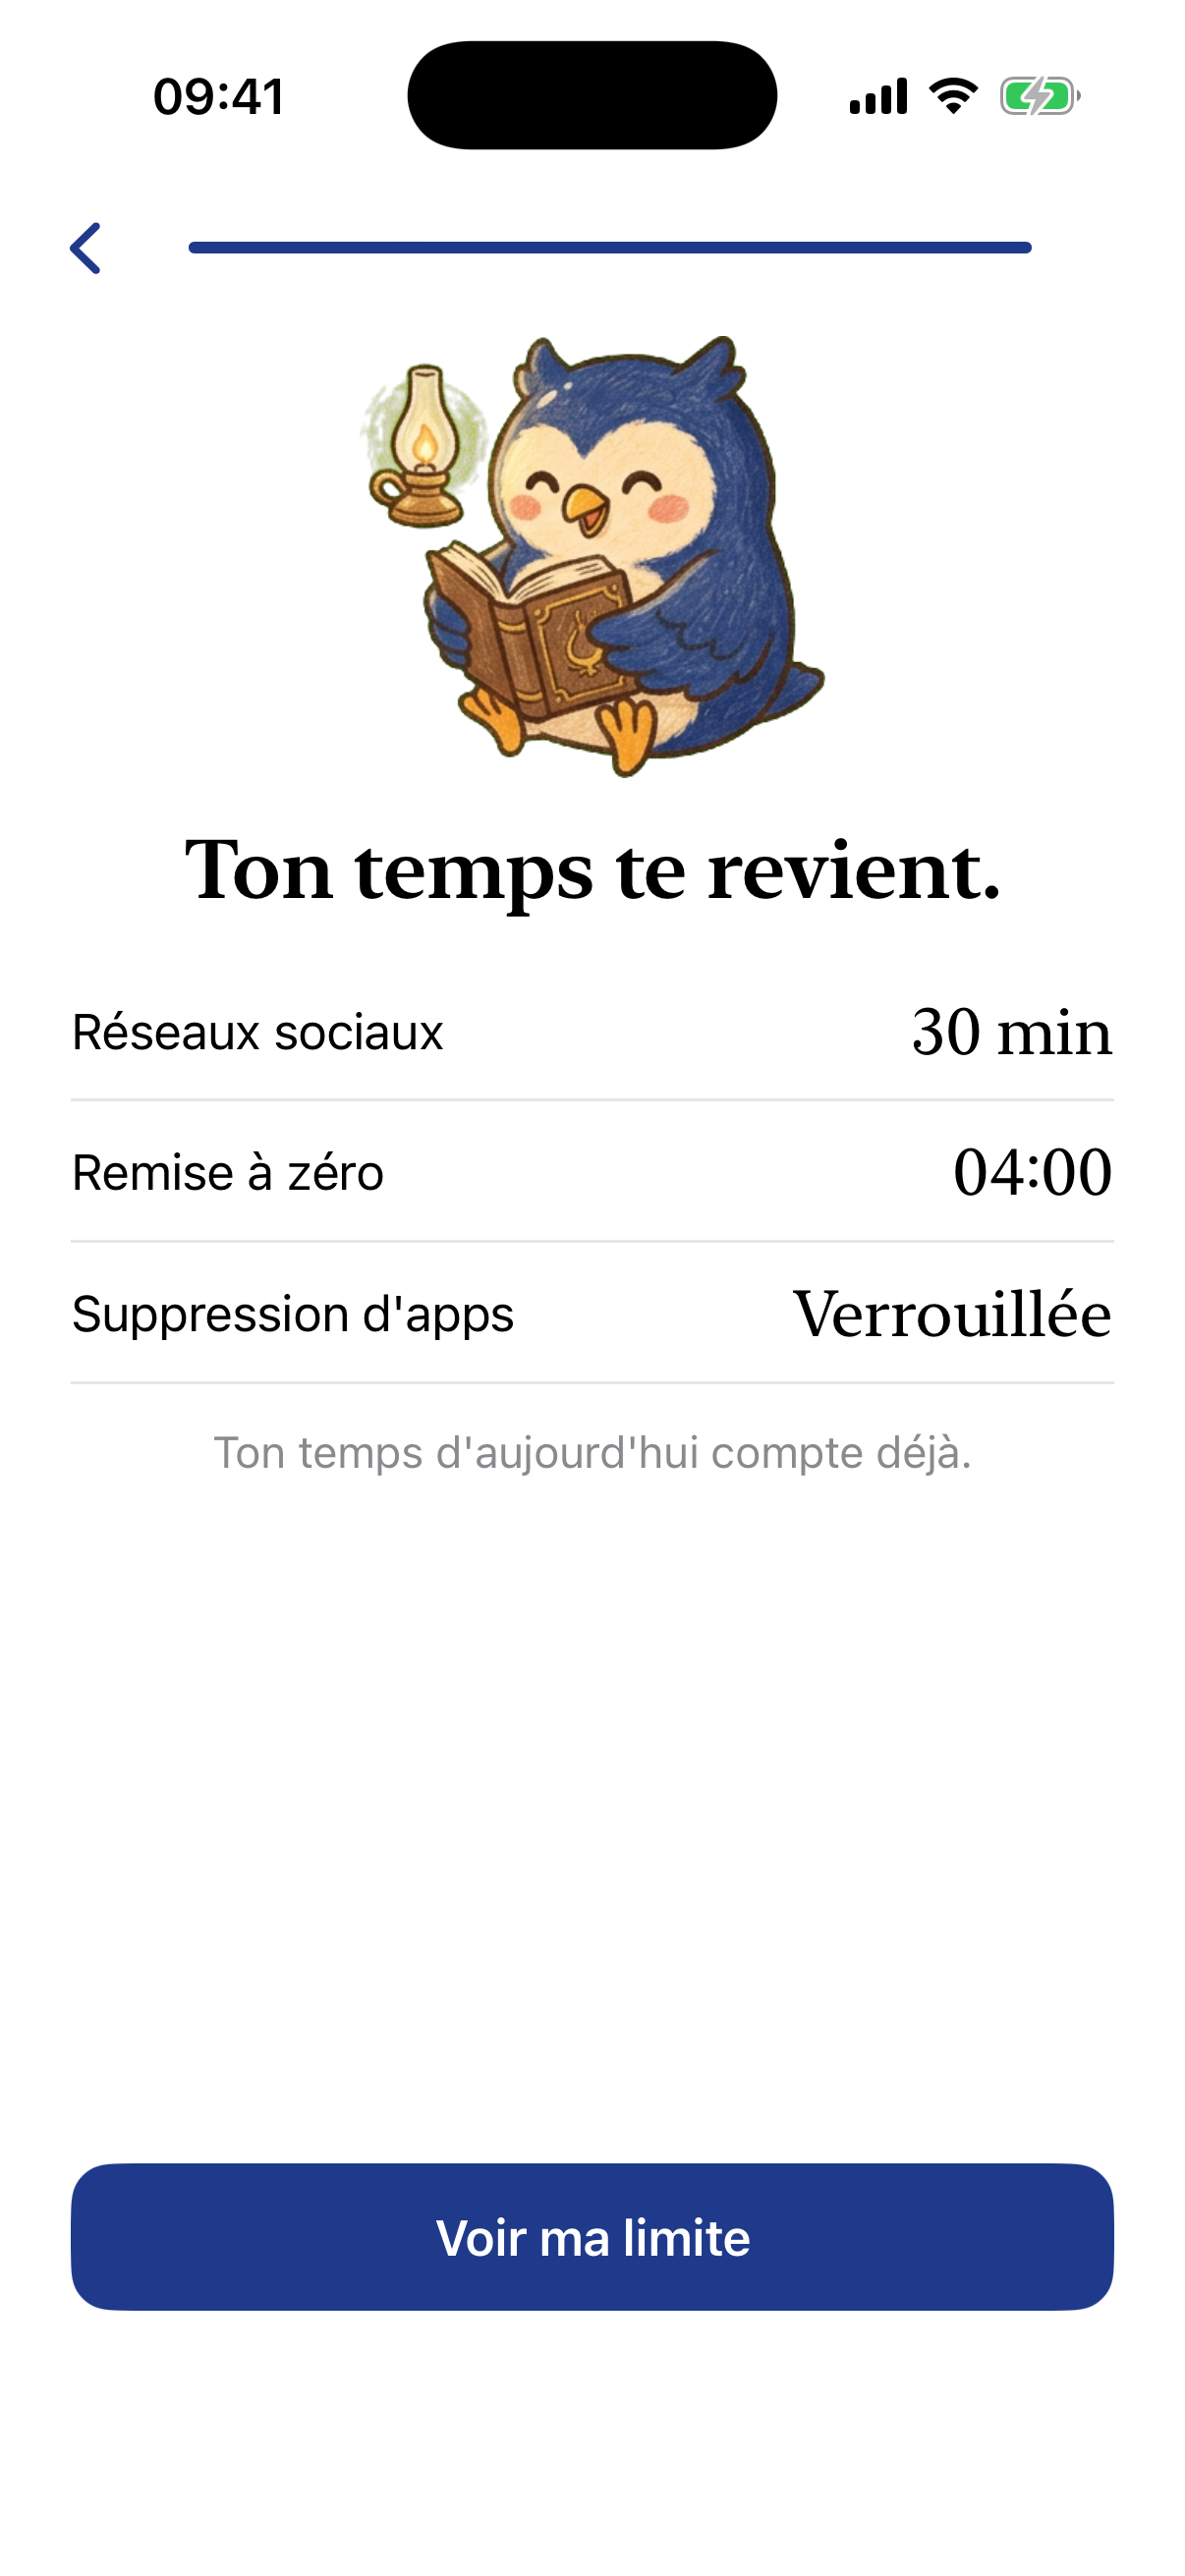 09:41
Ton temps te revient.
Réseaux sociaux 30 min
Remise à zéro 04:00
Suppression d'apps Verrouillée
Ton temps d'aujourd'hui compte déjà.
Voir ma limite